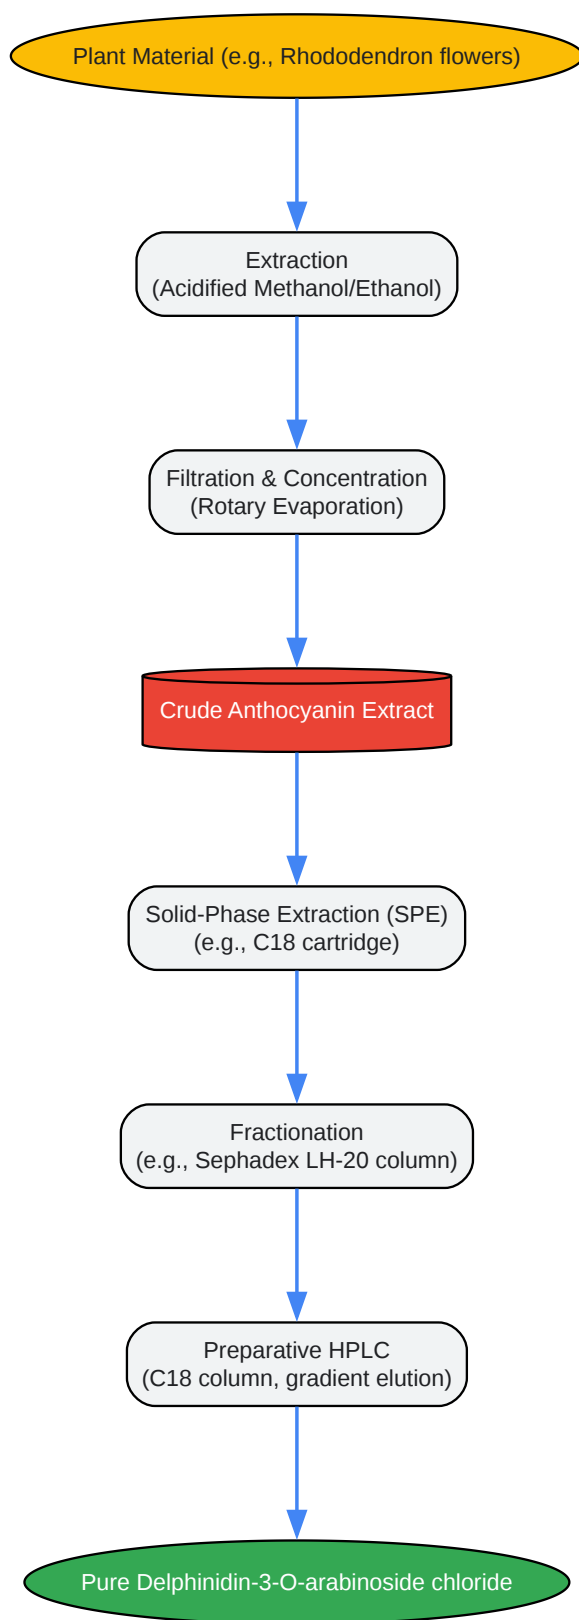 Plant Material (e.g., Rhododendron flowers)
Extraction
(Acidified Methanol/Ethanol)
Filtration & Concentration
(Rotary Evaporation)
Crude Anthocyanin Extract
Solid-Phase Extraction (SPE)
(e.g., C18 cartridge)
Fractionation
(e.g., Sephadex LH-20 column)
Preparative HPLC
(C18 column, gradient elution)
Pure Delphinidin-3-O-arabinoside chloride